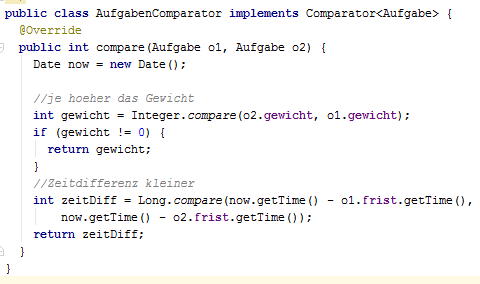 public class AufgabenComparator implements Comparator<Aufgabe> {
  @Override
  public int compare(Aufgabe o1, Aufgabe o2) {
    Date now = new Date();
    //je hoeher das Gewicht
    int gewicht = Integer.compare(o2.gewicht, o1.gewicht);
    if (gewicht != 0) {
      return gewicht;
    }
    //Zeitdifferenz kleiner
    int zeitDiff = Long.compare(now.getTime() - o1.frist.getTime(),
        now.getTime() - o2.frist.getTime());
    return zeitDiff;
  }
}